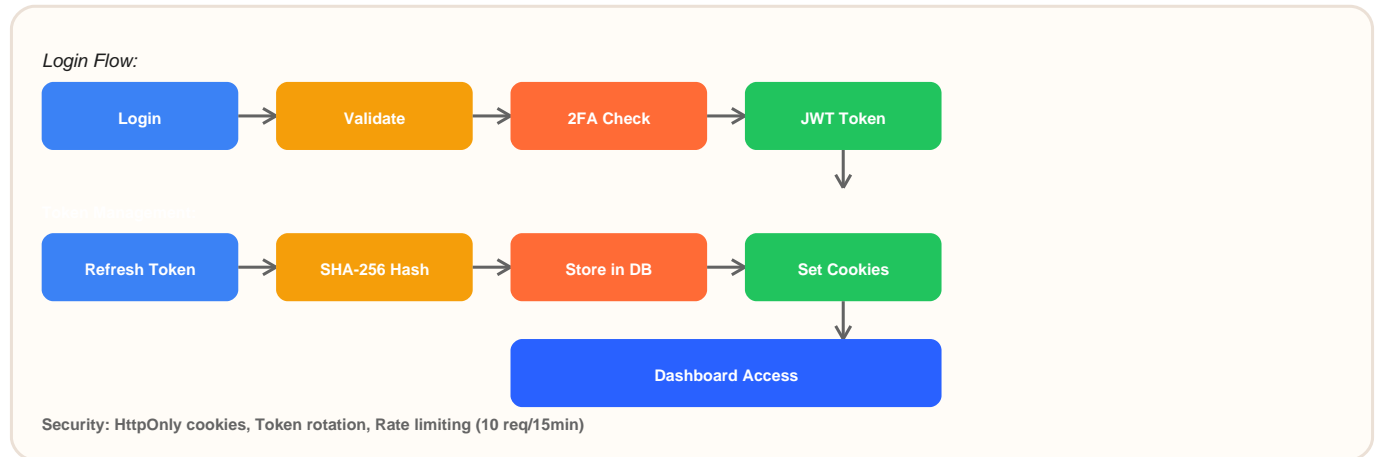 Login Flow:
Login
Validate
2FA Check
JWT Token
Refresh Token
SHA-256 Hash
Store in DB
Set Cookies
Dashboard Access
Security: HttpOnly cookies, Token rotation, Rate limiting (10 req/15min)